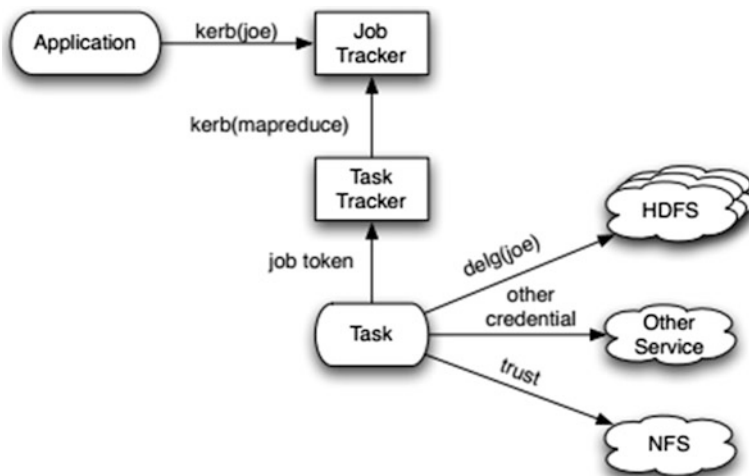 Application
kerb(joe)
Job
Tracker
kerb(mapreduce)
Task
Tracker
job token
delg(joe)
HDFS
other
credential
Other
Service
Task
trust
NFS